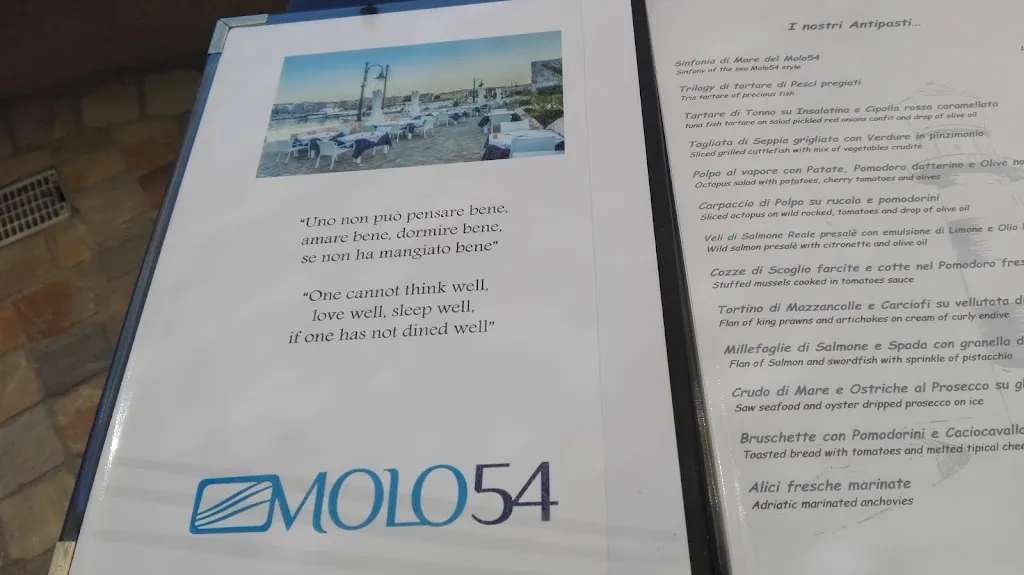 "Uno non può pensare bene,
amare bene, dormire bene,
se non ha mangiato bene"
"One cannot think well,
love well, sleep well,
if one has not dined well"
MOLO54
I nostri Antipasti...
Sinfonia di Mare del Molo54
Sinfony of the sea Molo54 style
Trilogy di tartare di Pesci pregiati
Tris tartare of precious fish
Tartare di Tonno su Insalatina e Cipolla rossa caramellata
tuna fish tartare on salad pickled red onions confit and drop of olive oil
Tagliata di Seppia grigliata con Verdure in pinzimonio
Sliced grilled cuttlefish with mix of vegetables crudité
Polpo al vapore con Patate, Pomodoro datterino e Olive
Octopus salad with potatoes, cherry tomatoes and olives
Carpaccio di Polpo su rucola e pomodorini
Sliced octopus on wild rocked, tomatoes and drop of olive oil
Veli di Salmone Reale presalè con emulsione di Limone e Olio
Wild salmon presalè with citronette and olive oil
Cozze di Scoglio farcite e cotte nel Pomodoro
Stuffed mussels cooked in tomatoes sauce
Tortino di Mazzancolle e Carciofi su vellutata
Flan of king prawns and artichokes on cream of curly endive
Millefoglie di Salmone e Spada con granella
Flan of Salmon and swordfish with sprinkle of pistacchio
Crudo di Mare e Ostriche al Prosecco su
Saw seafood and oyster dripped prosecco on ice
Bruschette con Pomodorini e Caciocavallo
Toasted bread with tomatoes and melted tipical
Alici fresche marinate
Adriatic marinated anchovies